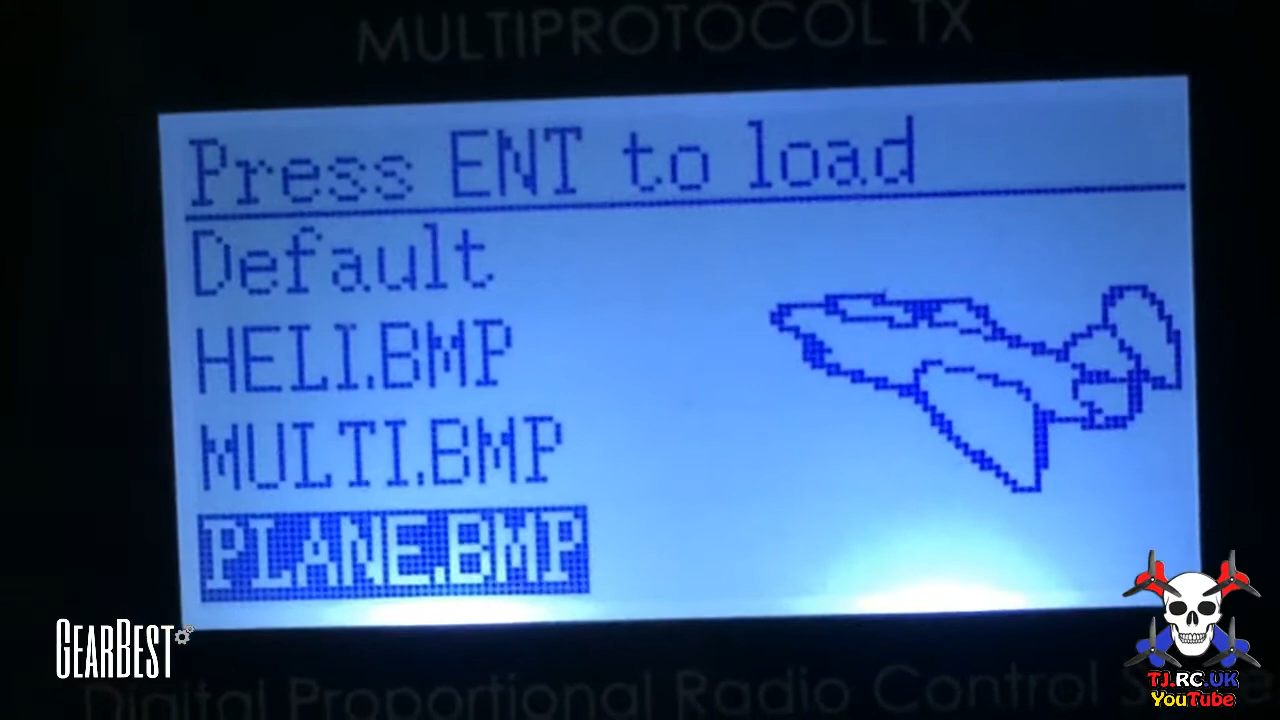 MULTIPROTOCOL TX
Press ENT to load
Default
HELI.BMP
MULTI.BMP
PLANE.BMP
GEARBEST
Digital Proportional Radio Control
TJ.RC.UK
YouTube